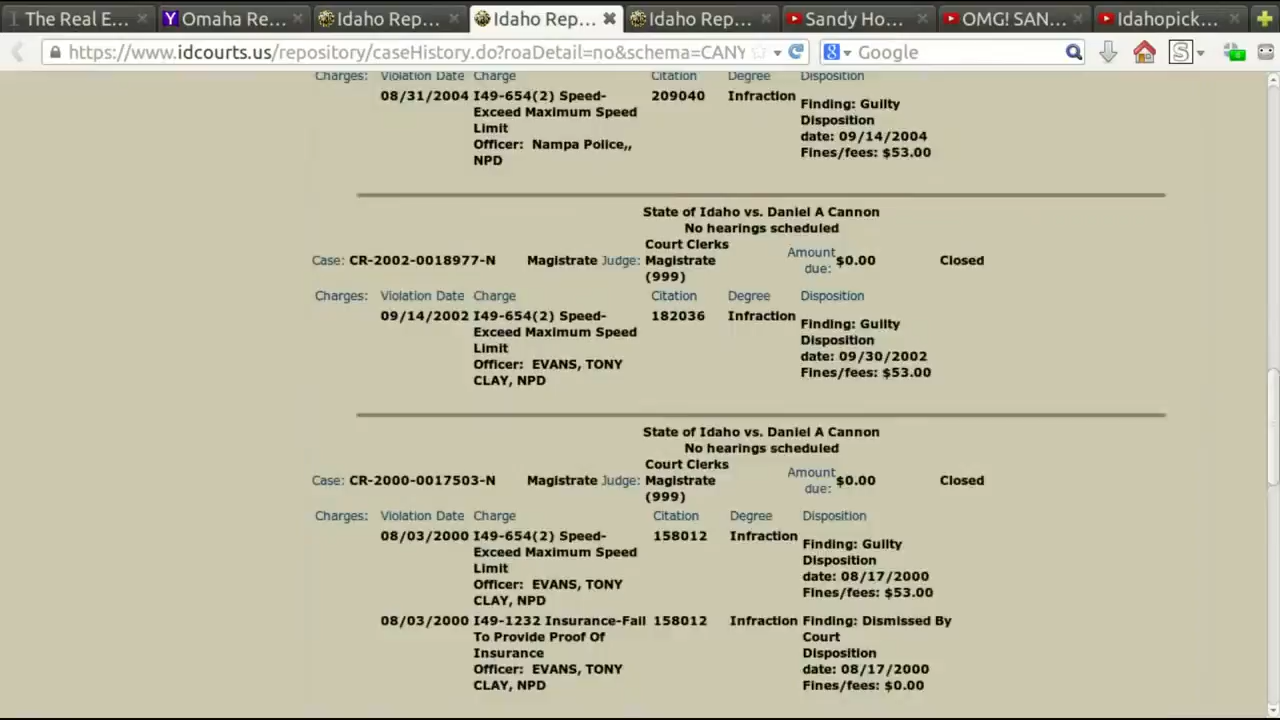 The Real E...
Omaha Re...
Idaho Rep...
Idaho Rep...
Idaho Rep...
Sandy Ho...
OMG! SAN...
Idahopick...
https://www.idcourts.us/repository/caseHistory.do?roaDetail=no&schema=CANY
Google
Charges: Violation Date Charge Citation Degree Disposition
08/31/2004 I49-654(2) Speed- 209040 Infraction Finding: Guilty
Exceed Maximum Speed Disposition
Limit date: 09/14/2004
Officer: Nampa Police,, Fines/fees: $53.00
NPD
State of Idaho vs. Daniel A Cannon
No hearings scheduled
Case: CR-2002-0018977-N Magistrate Judge: Court Clerks Magistrate (999) Amount due: $0.00 Closed
Charges: Violation Date Charge Citation Degree Disposition
09/14/2002 I49-654(2) Speed- 182036 Infraction Finding: Guilty
Exceed Maximum Speed Disposition
Limit date: 09/30/2002
Officer: EVANS, TONY Fines/fees: $53.00
CLAY, NPD
State of Idaho vs. Daniel A Cannon
No hearings scheduled
Case: CR-2000-0017503-N Magistrate Judge: Court Clerks Magistrate (999) Amount due: $0.00 Closed
Charges: Violation Date Charge Citation Degree Disposition
08/03/2000 I49-654(2) Speed- 158012 Infraction Finding: Guilty
Exceed Maximum Speed Disposition
Limit date: 08/17/2000
Officer: EVANS, TONY Fines/fees: $53.00
CLAY, NPD
08/03/2000 I49-1232 Insurance-Fail 158012 Infraction Finding: Dismissed By
To Provide Proof Of Court
Insurance Disposition
Officer: EVANS, TONY date: 08/17/2000
CLAY, NPD Fines/fees: $0.00